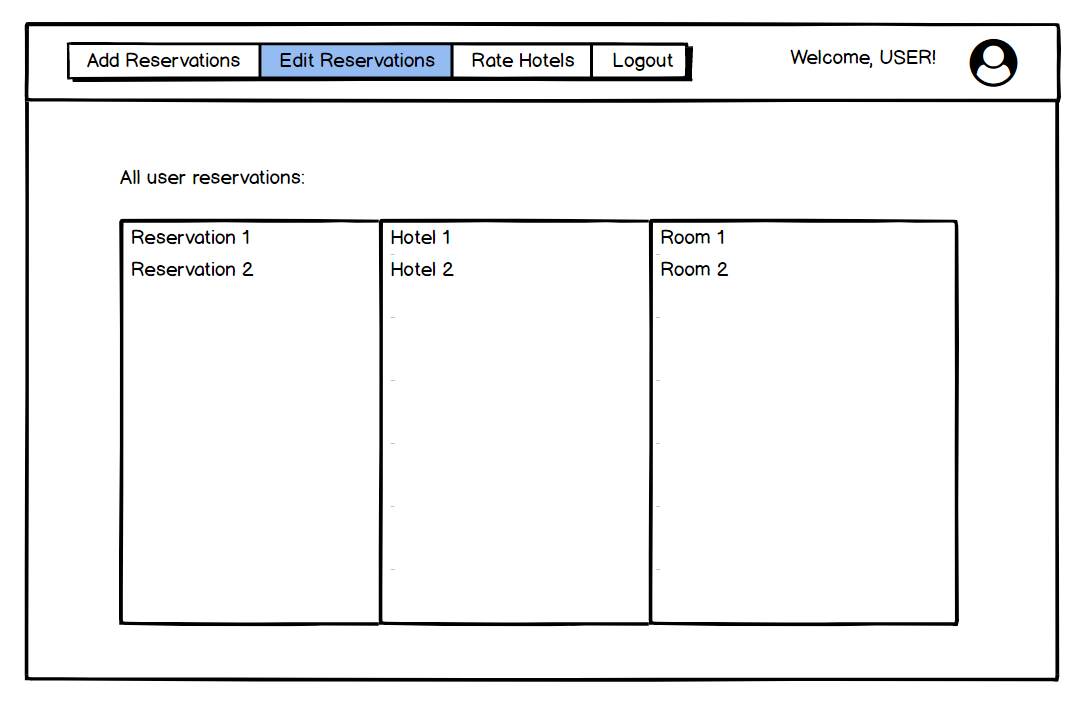 Add Reservations Edit Reservations Rate Hotels Logout Welcome, USER!
All user reservations:
Reservation 1 Hotel 1 Room 1
Reservation 2 Hotel 2 Room 2